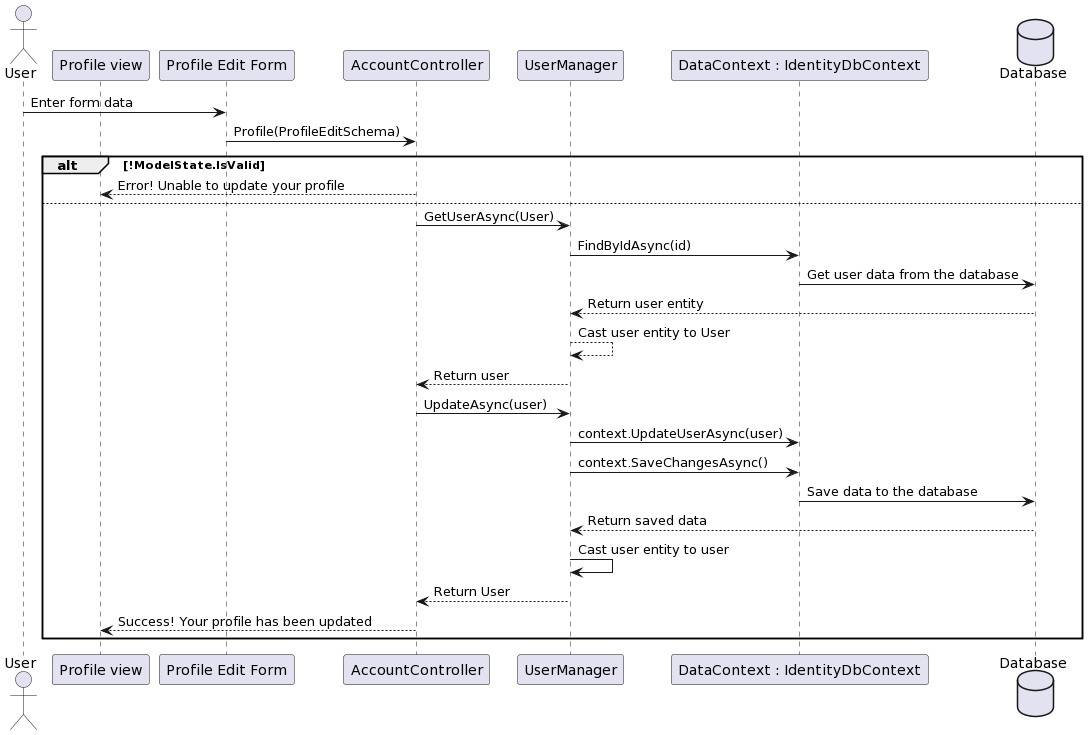 User
Profile view
Profile Edit Form
AccountController
UserManager
DataContext : IdentityDbContext
Database
Enter form data
Profile(ProfileEditSchema)
alt [!ModelState.IsValid]
Error! Unable to update your profile
GetUserAsync(User)
FindByIdAsync(id)
Get user data from the database
Return user entity
Cast user entity to User
Return user
UpdateAsync(user)
context.UpdateUserAsync(user)
context.SaveChangesAsync()
Save data to the database
Return saved data
Cast user entity to user
Return User
Success! Your profile has been updated
User
Profile view
Profile Edit Form
AccountController
UserManager
DataContext : IdentityDbContext
Database